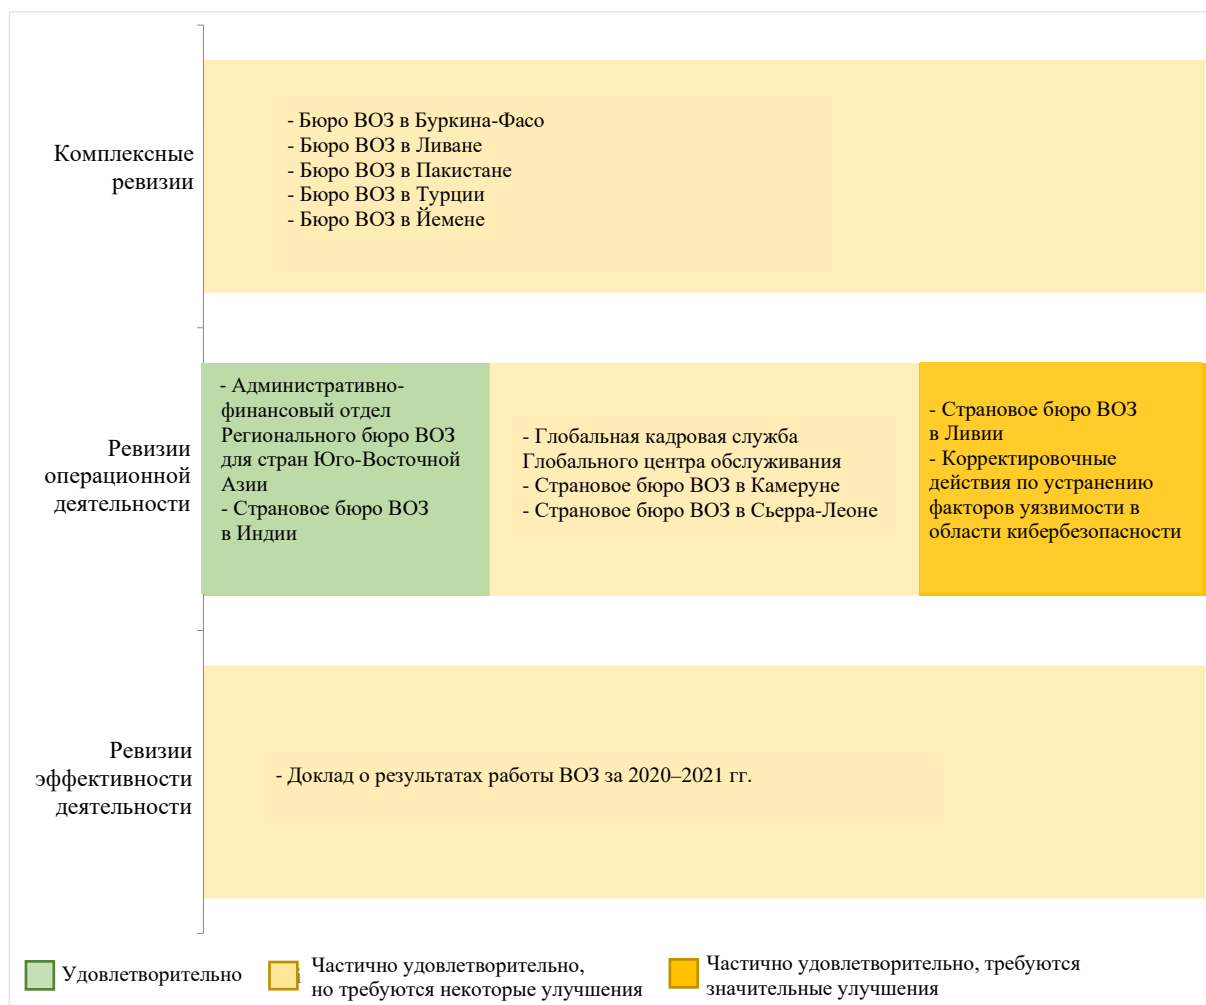 Комплексные
ревизии
- Бюро ВОЗ в Буркина-Фасо
- Бюро ВОЗ в Ливане
- Бюро ВОЗ в Пакистане
- Бюро ВОЗ в Турции
- Бюро ВОЗ в Йемене
Ревизии
операционной
деятельности
- Административно-
финансовый отдел
Регионального бюро ВОЗ
для стран Юго-Восточной
Азии
- Страновое бюро ВОЗ
в Индии
- Глобальная кадровая служба
Глобального центра обслуживания
- Страновое бюро ВОЗ в Камеруне
- Страновое бюро ВОЗ в Сьерра-Леоне
- Страновое бюро ВОЗ
в Ливии
- Корректировочные
действия по устранению
факторов уязвимости в
области кибербезопасности
Ревизии
эффективности
деятельности
- Доклад о результатах работы ВОЗ за 2020–2021 гг.
Удовлетворительно
Частично удовлетворительно,
но требуются некоторые улучшения
Частично удовлетворительно, требуются
значительные улучшения